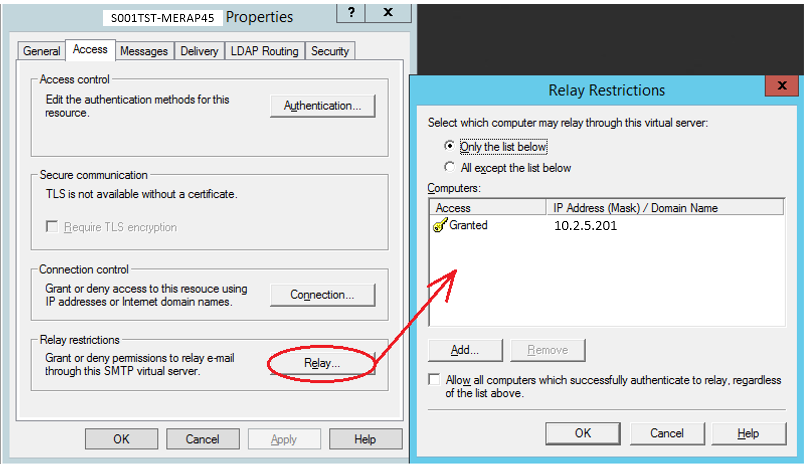 S001TST-MERAP45 Properties
? X
General Access Messages Delivery LDAP Routing Security
Access control
Edit the authentication methods for this
resource.
Authentication...
Secure communication
TLS is not available without a certificate.
Require TLS encryption
Connection control
Grant or deny access to this resouce using
IP addresses or Internet domain names.
Connection...
Relay restrictions
Grant or deny permissions to relay e-mail
through this SMTP virtual server.
Relay...
OK Cancel Apply Help
Relay Restrictions
X
Select which computer may relay through this virtual server:
Only the list below
All except the list below
Computers:
Access IP Address (Mask) / Domain Name
Granted 10.2.5.201
Add... Remove
Allow all computers which successfully authenticate to relay, regardless
of the list above.
OK Cancel Help